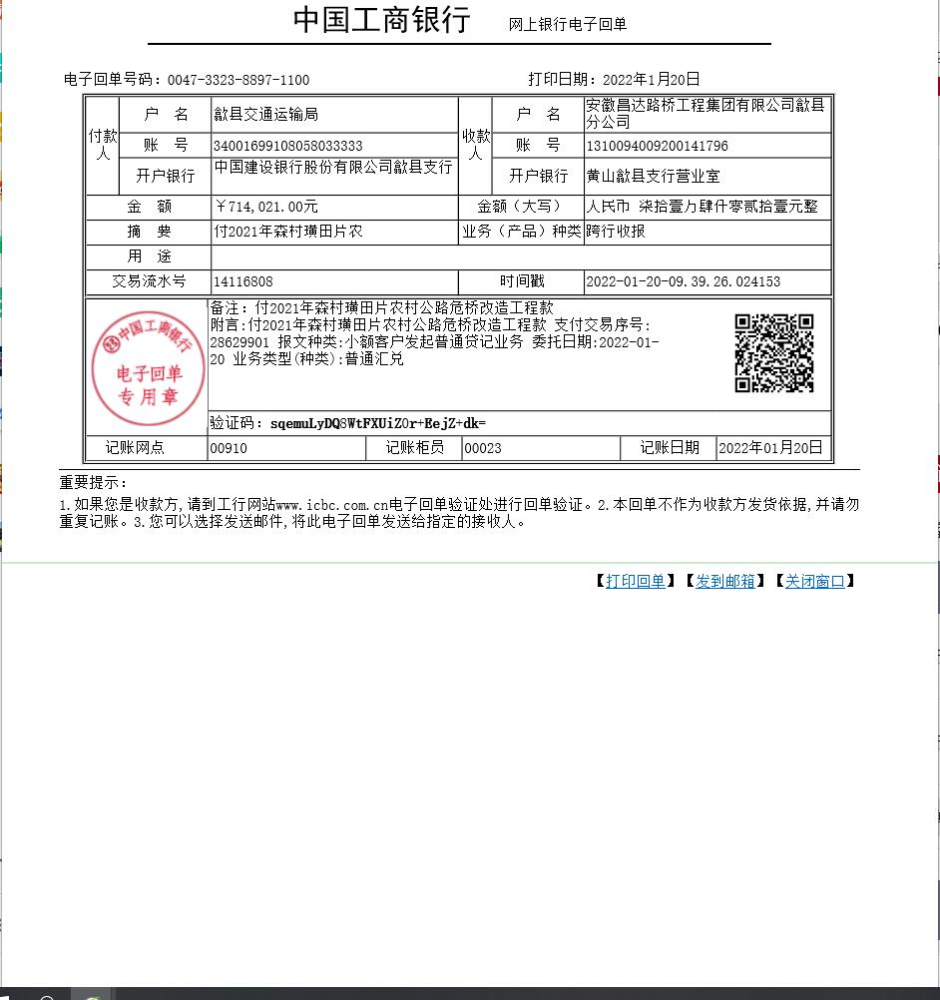 中国工商银行 网上银行电子回单
电子回单号码：0047-3323-8897-1100 打印日期：2022年1月20日
付款人 户 名 歙县交通运输局 收款人 户 名 安徽昌达路桥工程集团有限公司歙县分公司
账 号 34001699108058033333 账 号 1310094009200141796
开户银行 中国建设银行股份有限公司歙县支行 开户银行 黄山歙县支行营业室
金 额 ￥714,021.00元 金额（大写） 人民币 柒拾壹万肆仟零贰拾壹元整
摘 要 付2021年森村璜田片农 业务（产品）种类 跨行收报
用 途
交易流水号 14116808 时间戳 2022-01-20-09.39.26.024153
备注：付2021年森村璜田片农村公路危桥改造工程款
附言:付2021年森村璜田片农村公路危桥改造工程款 支付交易序号:
28629901 报文种类:小额客户发起普通贷记业务 委托日期:2022-01-
20 业务类型(种类):普通汇兑
中国工商银行
电子回单
专用章
验证码：sqemuLyDQ8WtFXUiZ0r+EejZ+dk=
记账网点 00910 记账柜员 00023 记账日期 2022年01月20日
重要提示：
1.如果您是收款方,请到工行网站www.icbc.com.cn电子回单验证处进行回单验证。2.本回单不作为收款方发货依据,并请勿
重复记账。3.您可以选择发送邮件,将此电子回单发送给指定的接收人。
【打印回单】【发到邮箱】【关闭窗口】